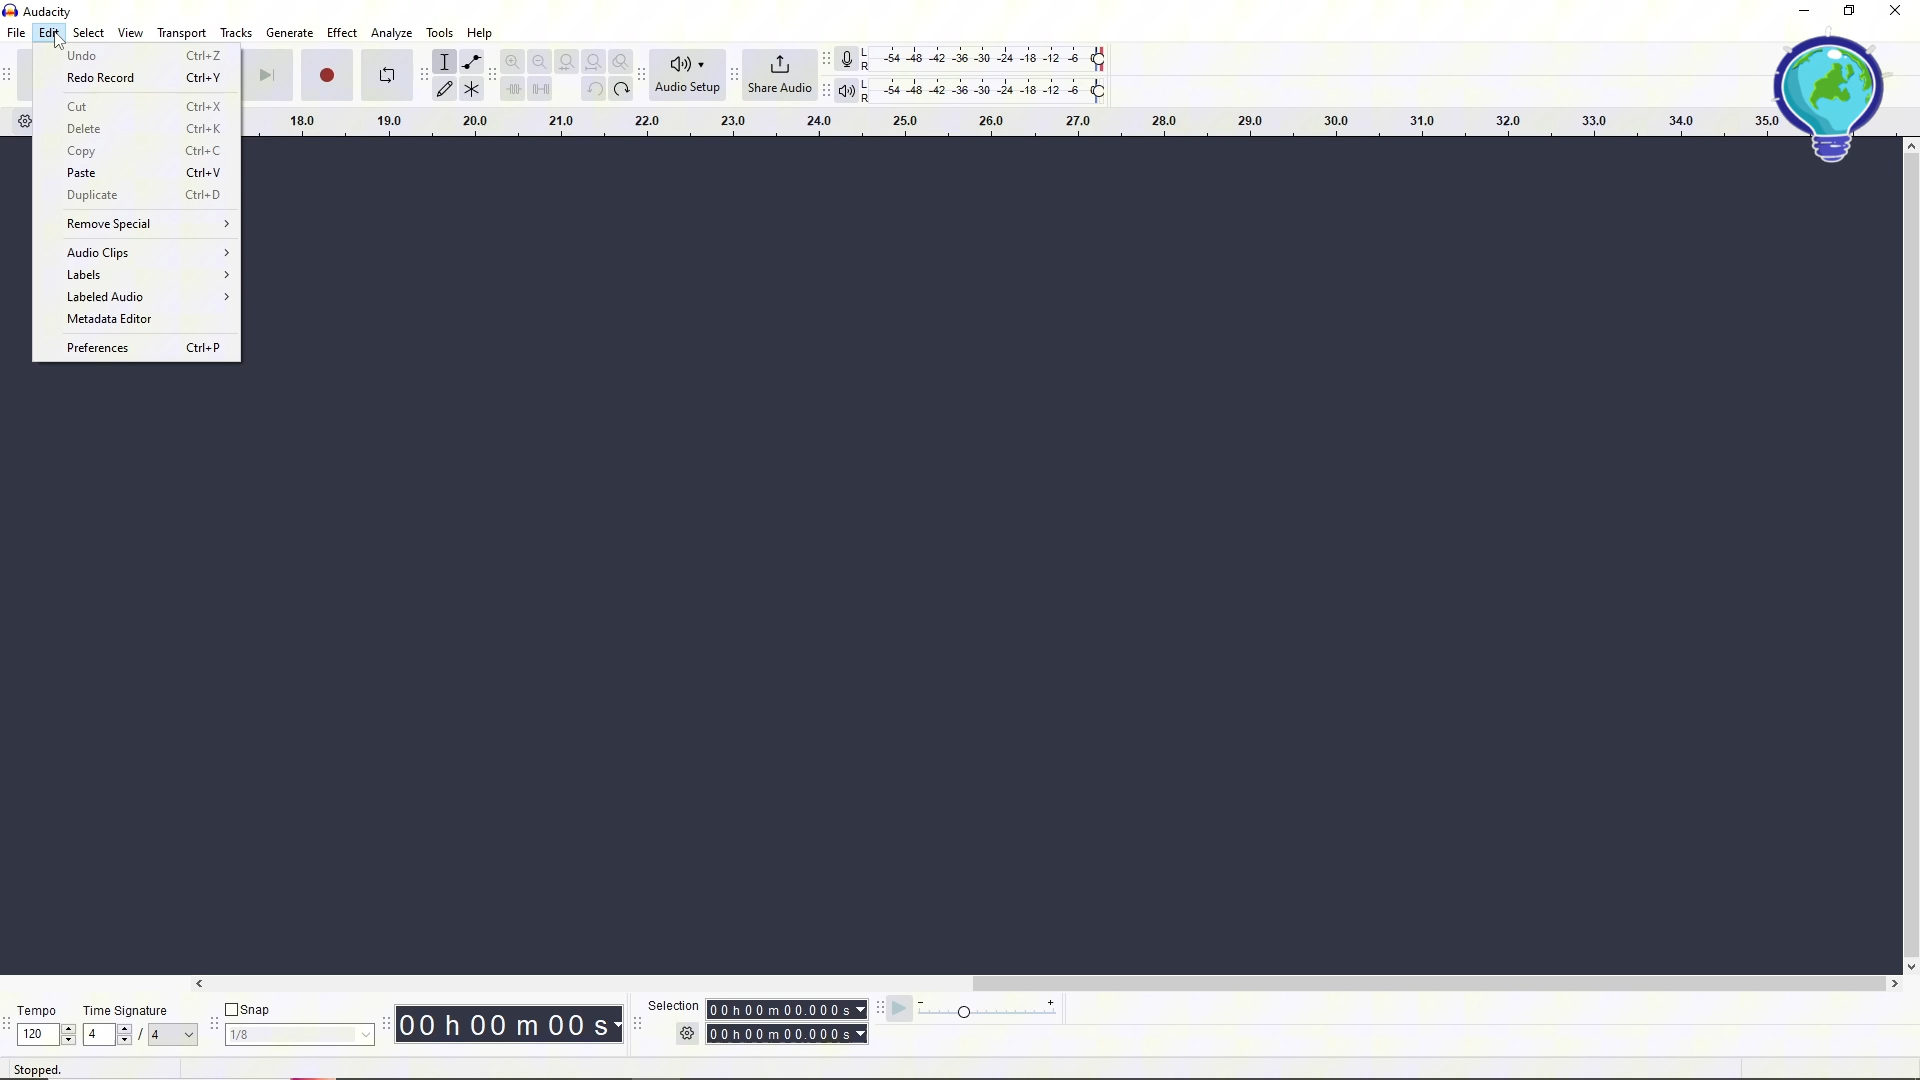 Audacity
File Edit Select View Transport Tracks Generate Effect Analyze Tools Help
Undo Ctrl+Z
Redo Record Ctrl+Y
Cut Ctrl+X
Delete Ctrl+K
Copy Ctrl+C
Paste Ctrl+V
Duplicate Ctrl+D
Remove Special
Audio Clips
Labels
Labeled Audio
Metadata Editor
Preferences Ctrl+P
Audio Setup
Share Audio
L
R
-54 -48 -42 -36 -30 -24 -18 -12 -6
L
R
-54 -48 -42 -36 -30 -24 -18 -12 -6
18.0 19.0 20.0 21.0 22.0 23.0 24.0 25.0 26.0 27.0 28.0 29.0 30.0 31.0 32.0 33.0 34.0 35.0
Tempo
120
Time Signature
4 / 4
Snap
1/8
00 h 00 m 00 s
Selection
00 h 00 m 00.000 s
00 h 00 m 00.000 s
- +
Stopped.